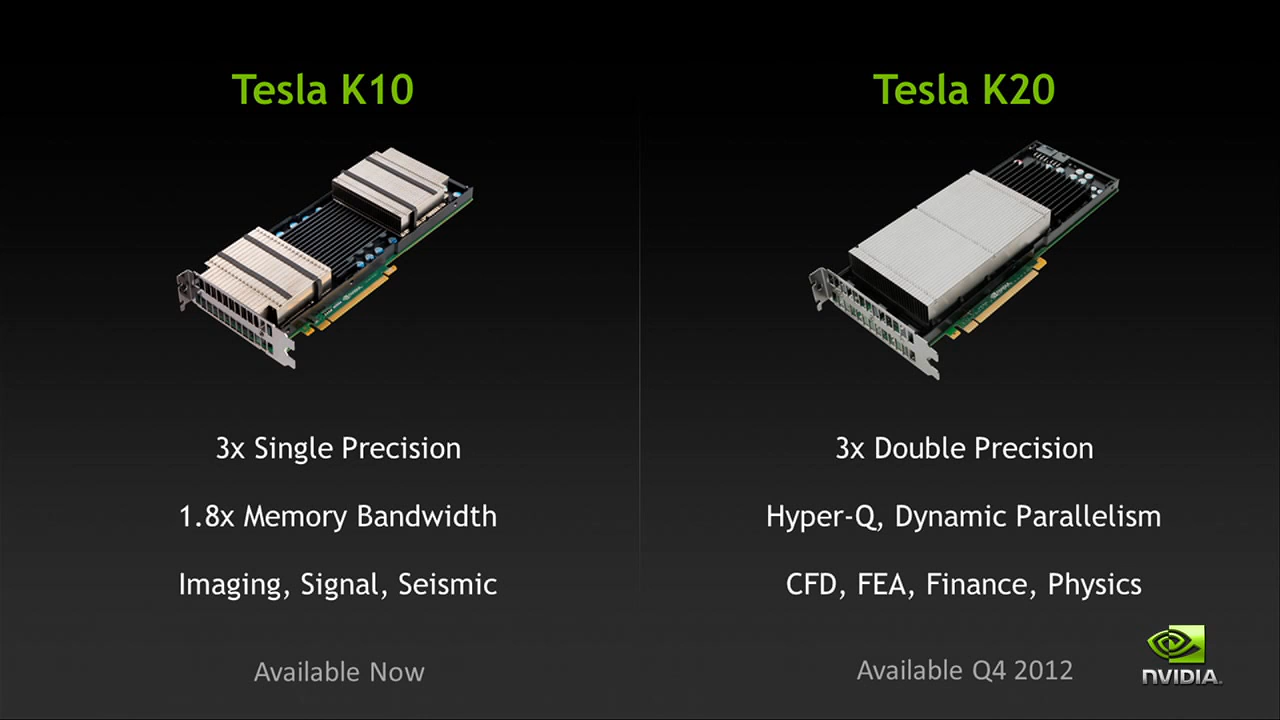 Tesla K10
3x Single Precision
1.8x Memory Bandwidth
Imaging, Signal, Seismic
Available Now
Tesla K20
3x Double Precision
Hyper-Q, Dynamic Parallelism
CFD, FEA, Finance, Physics
Available Q4 2012
NVIDIA.